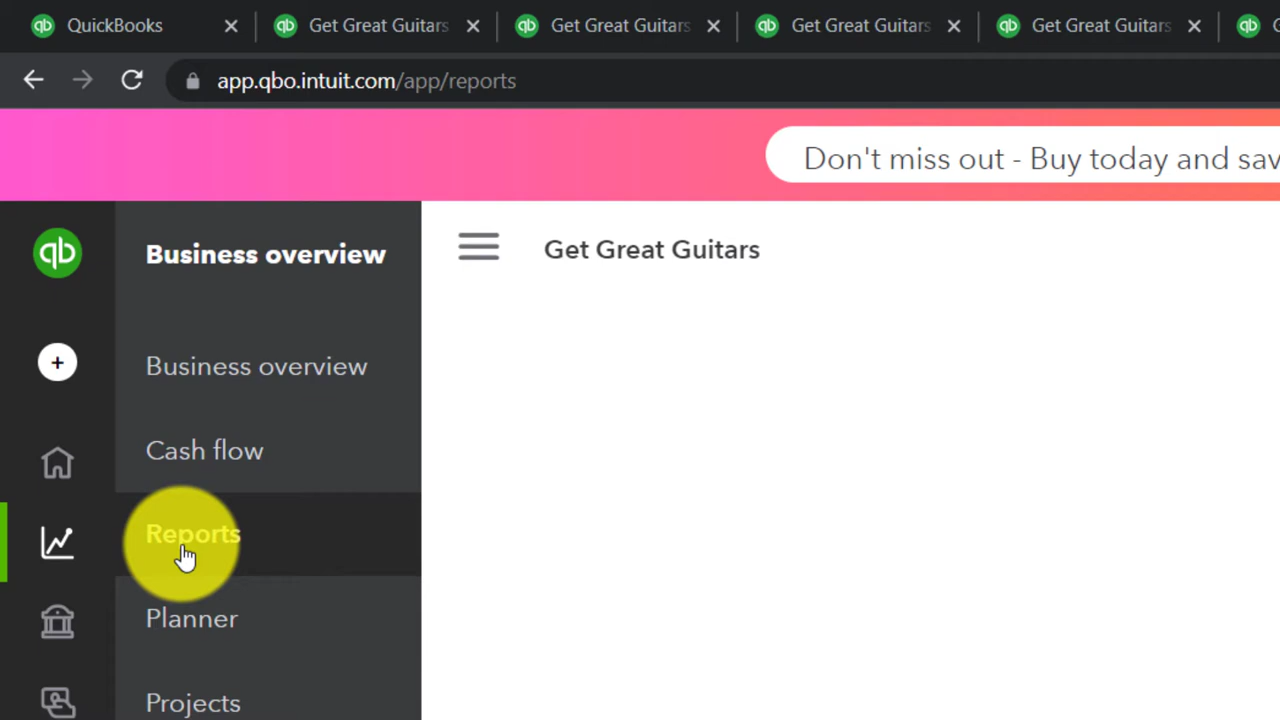 QuickBooks
Get Great Guitars
Get Great Guitars
Get Great Guitars
Get Great Guitars
app.qbo.intuit.com/app/reports
Don't miss out - Buy today and sav
qb
Business overview
Get Great Guitars
Business overview
Cash flow
Reports
Planner
Projects